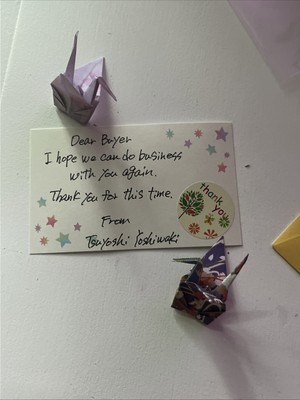 Dear Buyer
I hope we can do business
with you again.
Thank you for this time.
thank
you
From
Tsuyoshi Yoshiwaki